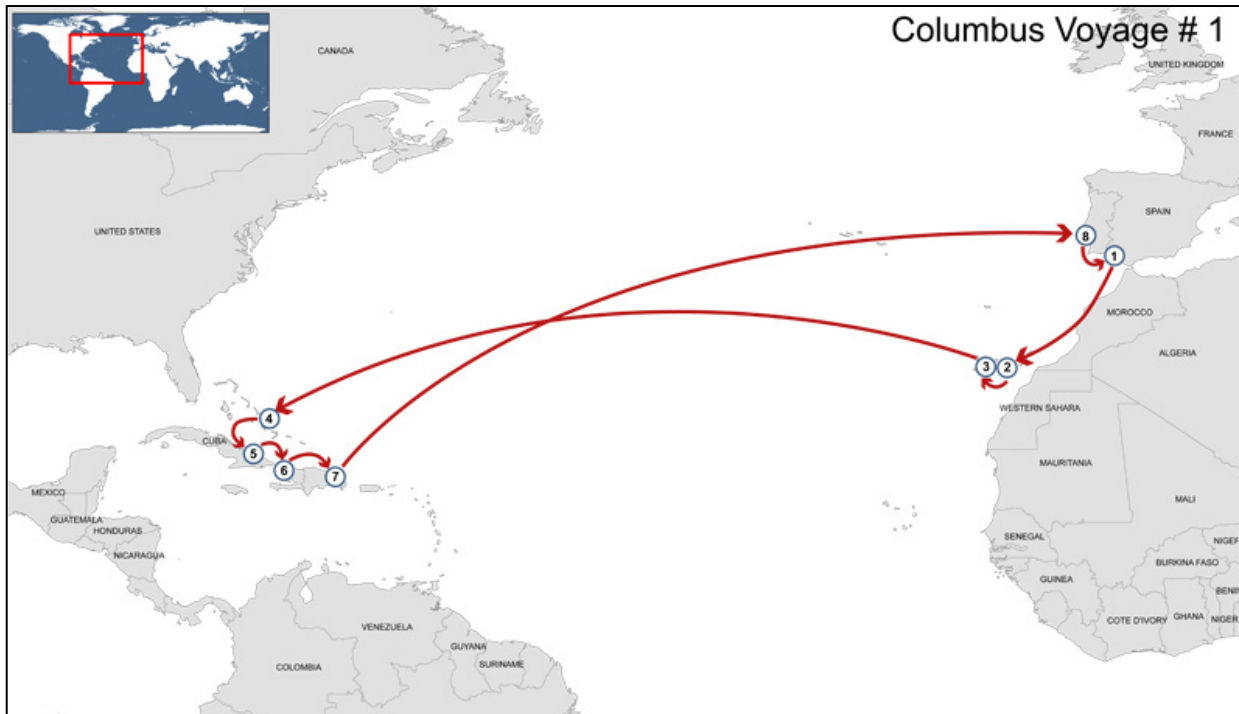 Columbus Voyage # 1
CANADA
UNITED KINGDOM
FRANCE
SPAIN
UNITED STATES
8
1
MOROCCO
ALGERIA
3
2
WESTERN SAHARA
4
CUBA
5
6
7
MAURITANIA
MALI
MEXICO
GUATEMALA
HONDURAS
NICARAGUA
SENEGAL
NIGER
BURKINA FASO
GUINEA
BENIN
COTE D'IVORY
GHANA
NIGER
VENEZUELA
GUYANA
SURINAME
COLOMBIA